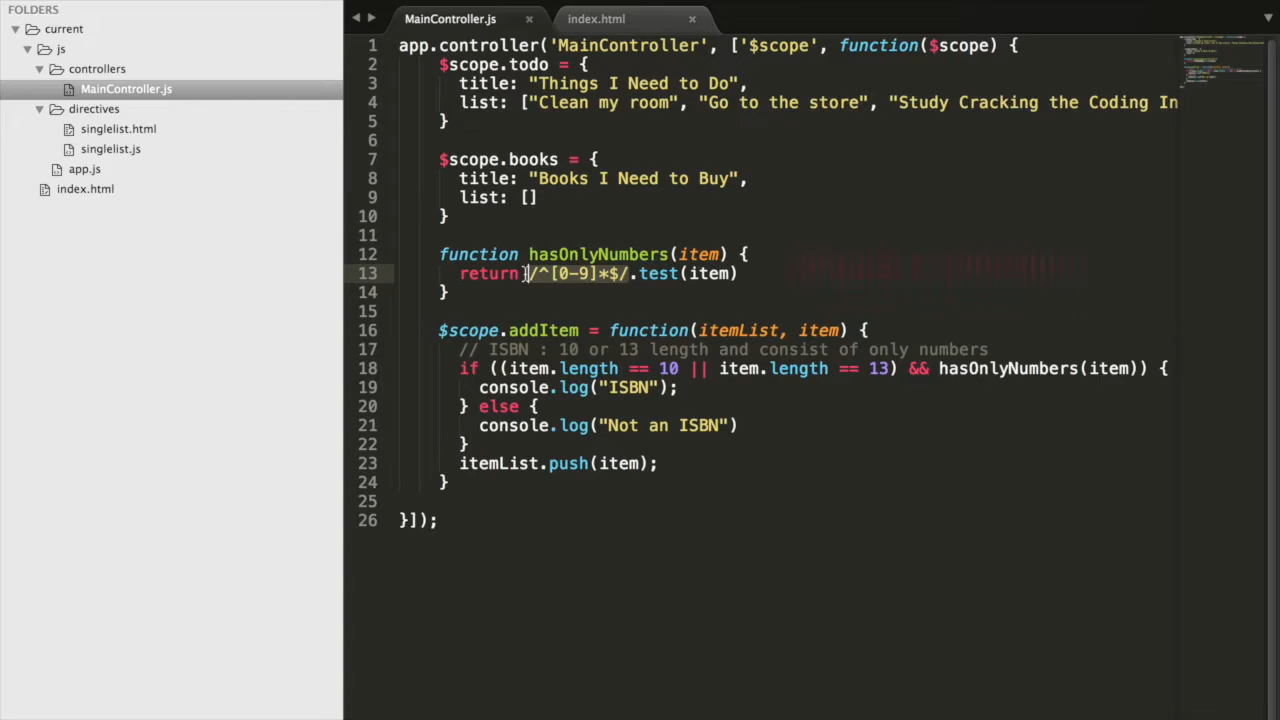 FOLDERS
current
js
controllers
MainController.js
directives
singlelist.html
singlelist.js
app.js
index.html
MainController.js × index.html ×
1 app.controller('MainController', ['$scope', function($scope) {
2 $scope.todo = {
3 title: "Things I Need to Do",
4 list: ["Clean my room", "Go to the store", "Study Cracking the Coding In
5 }
6
7 $scope.books = {
8 title: "Books I Need to Buy",
9 list: []
10 }
11
12 function hasOnlyNumbers(item) {
13 return /^[0-9]*$/.test(item)
14 }
15
16 $scope.addItem = function(itemList, item) {
17 // ISBN : 10 or 13 length and consist of only numbers
18 if ((item.length == 10 || item.length == 13) && hasOnlyNumbers(item)) {
19 console.log("ISBN");
20 } else {
21 console.log("Not an ISBN")
22 }
23 itemList.push(item);
24 }
25
26 }]);